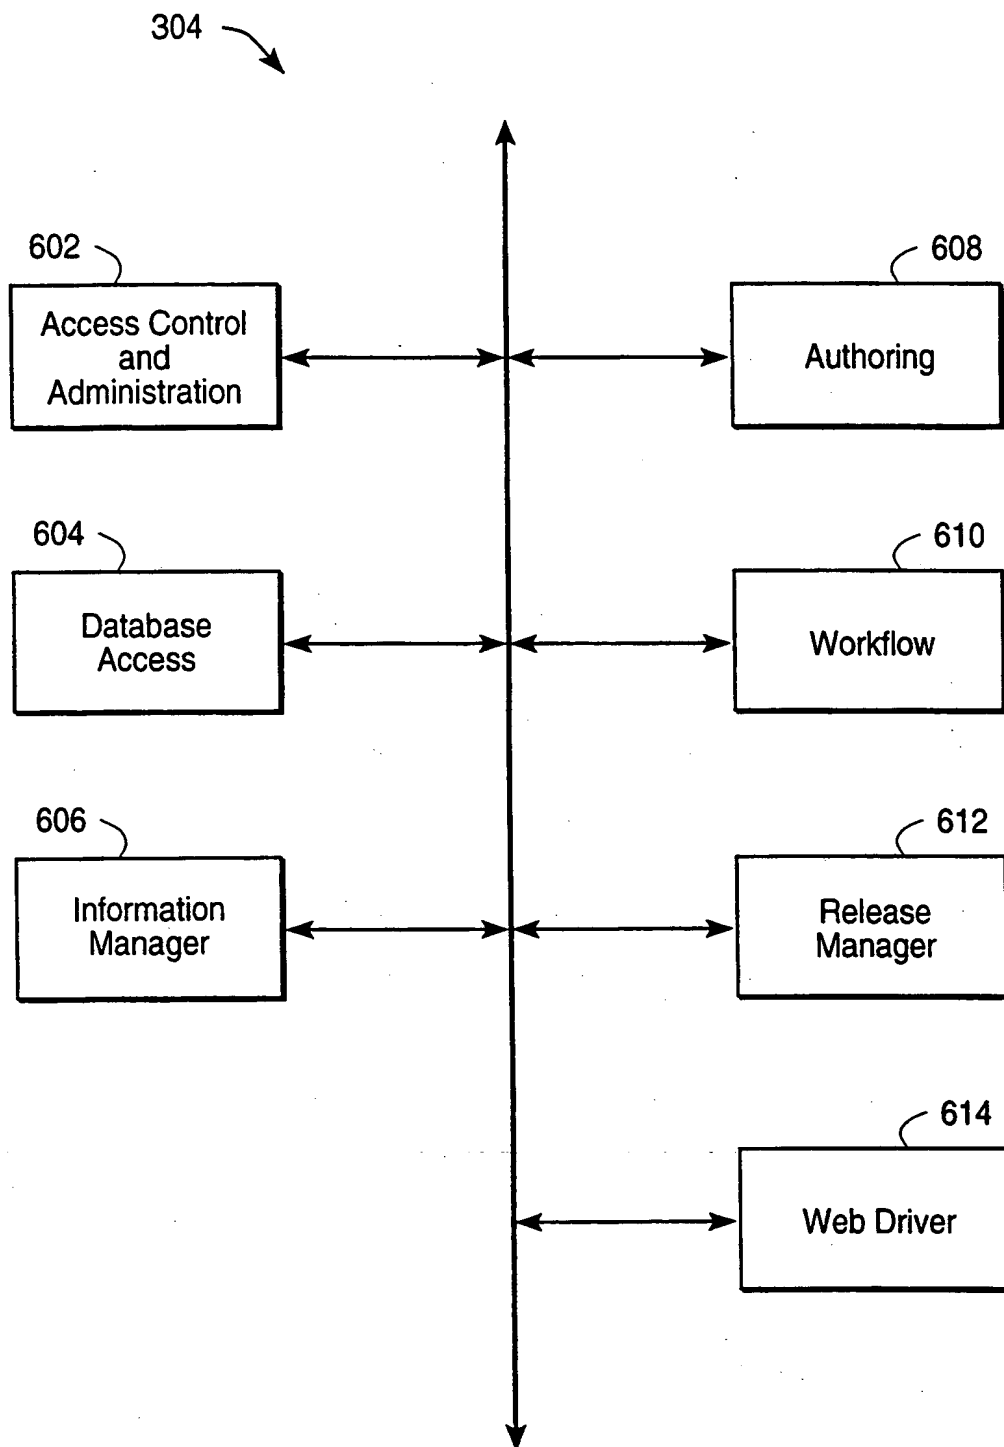 304
602
Access Control
and
Administration
608
Authoring
604
Database
Access
610
Workflow
606
Information
Manager
612
Release
Manager
614
Web Driver